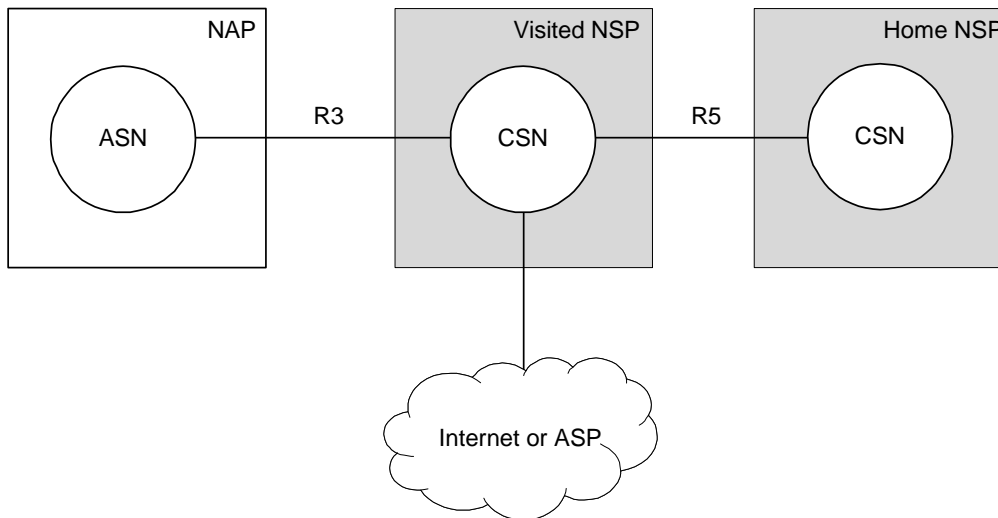 NAP
Visited NSP
Home NSP
ASN
R3
CSN
R5
CSN
Internet or ASP